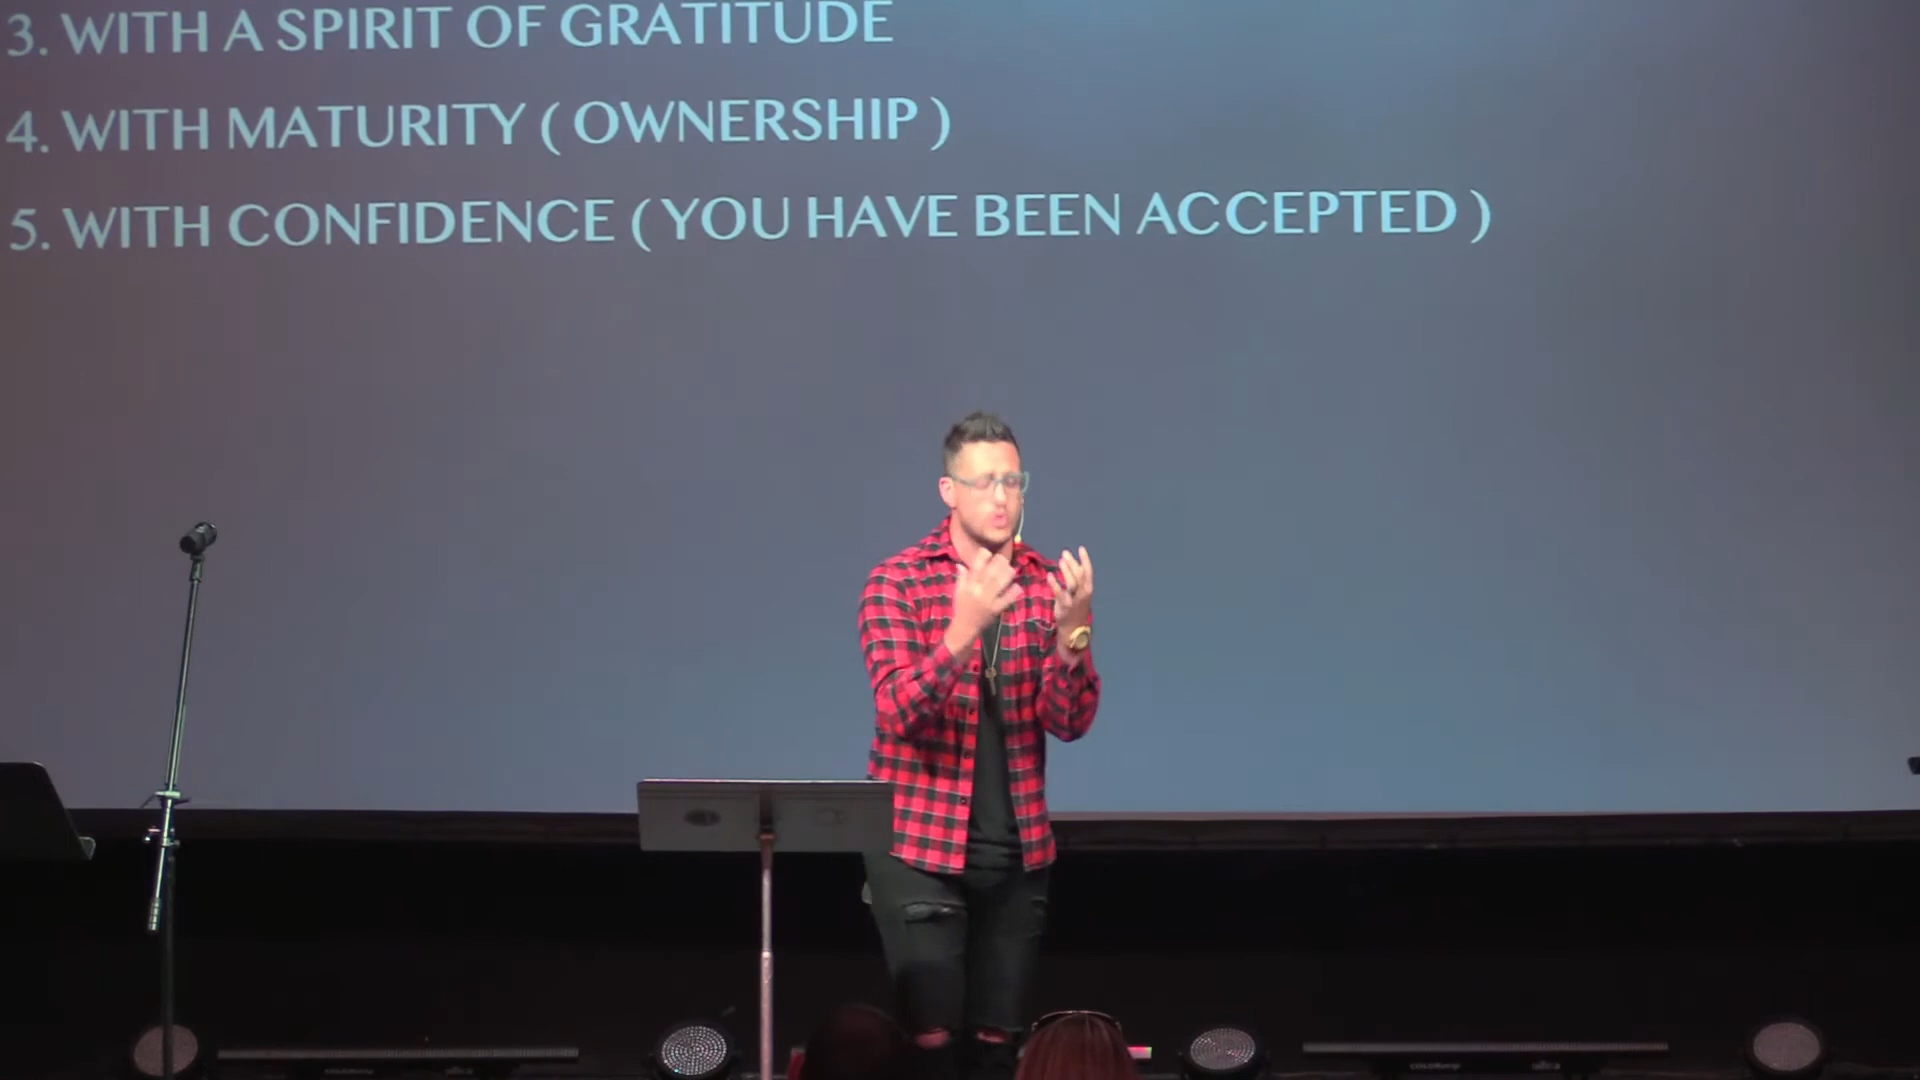 3. WITH A SPIRIT OF GRATITUDE
4. WITH MATURITY ( OWNERSHIP )
5. WITH CONFIDENCE ( YOU HAVE BEEN ACCEPTED )